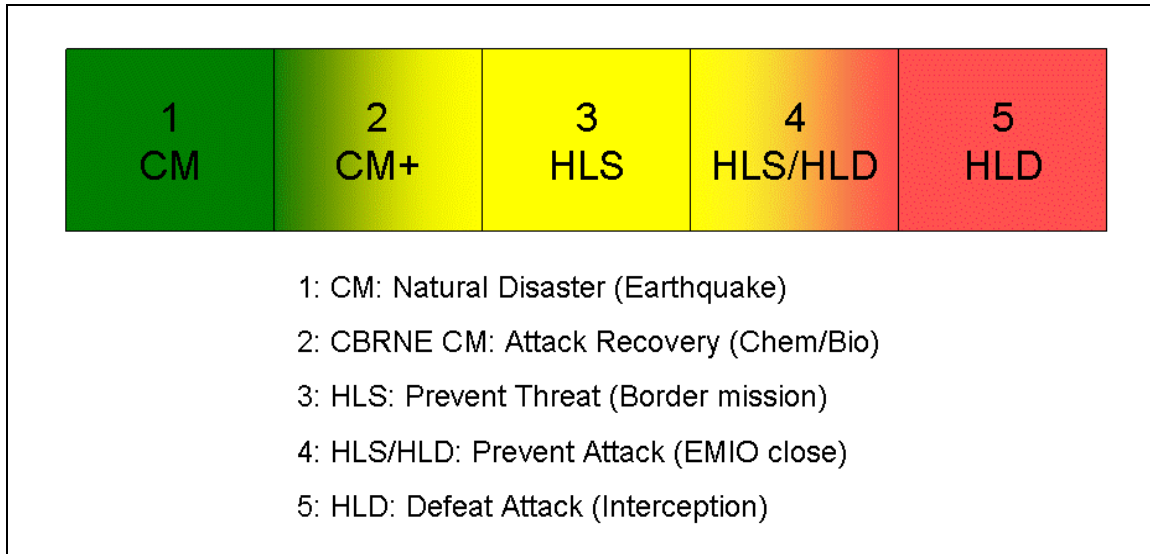 1 2 3 4 5
CM CM+ HLS HLS/HLD HLD
1: CM: Natural Disaster (Earthquake)
2: CBRNE CM: Attack Recovery (Chem/Bio)
3: HLS: Prevent Threat (Border mission)
4: HLS/HLD: Prevent Attack (EMIO close)
5: HLD: Defeat Attack (Interception)